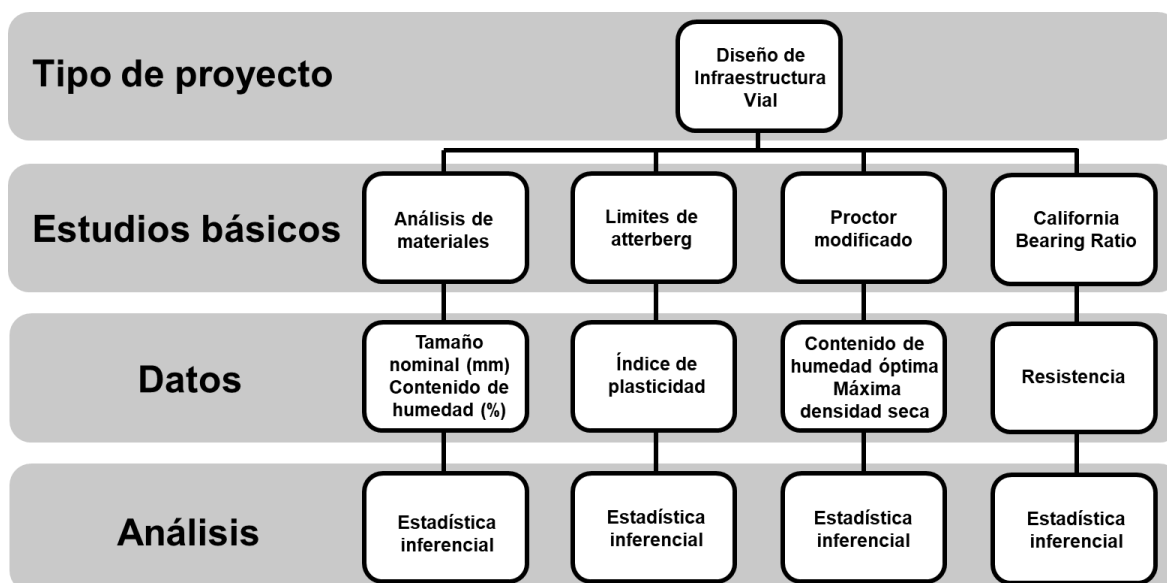 Tipo de proyecto
Diseño de
Infraestructura
Vial
Estudios básicos
Análisis de
materiales
Limites de
atterberg
Proctor
modificado
California
Bearing Ratio
Datos
Tamaño
nominal (mm)
Contenido de
humedad (%)
Índice de
plasticidad
Contenido de
humedad óptima
Máxima
densidad seca
Resistencia
Análisis
Estadística
inferencial
Estadística
inferencial
Estadística
inferencial
Estadística
inferencial